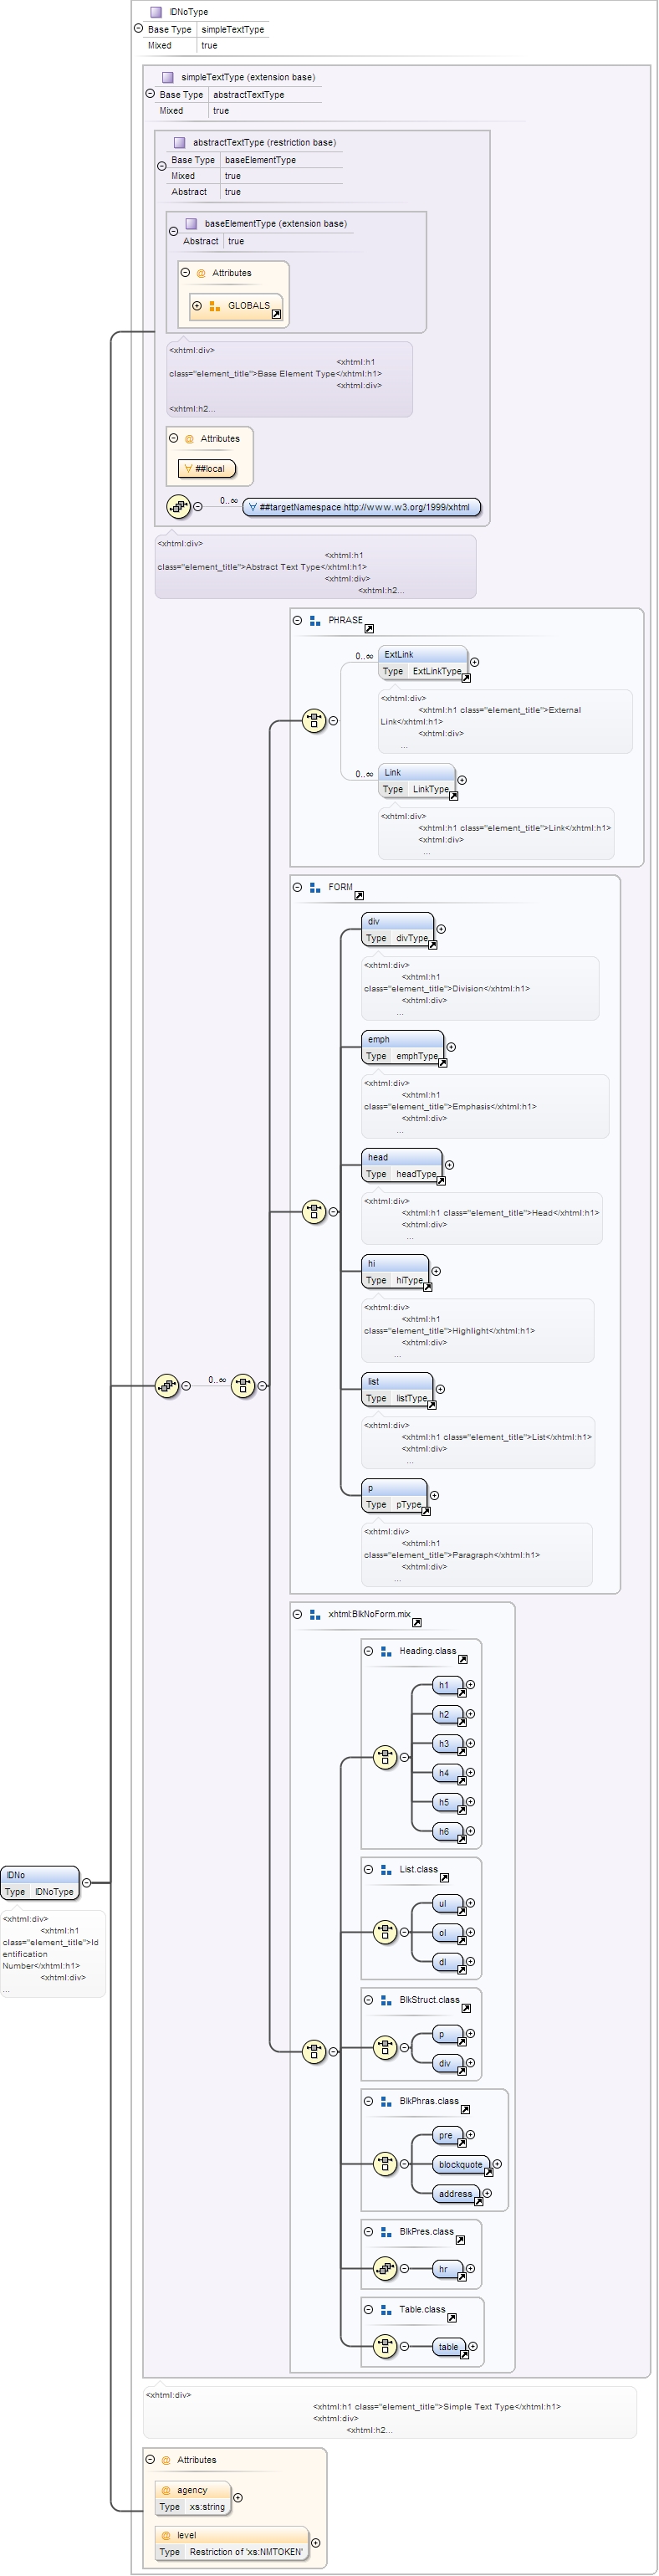 IDNoType
Base Type simpleTextType
Mixed true
simpleTextType (extension base)
Base Type abstractTextType
Mixed true
abstractTextType (restriction base)
Base Type baseElementType
Mixed true
Abstract true
baseElementType (extension base)
Abstract true
@ Attributes
GLOBALS
<xhtml:div>
<xhtml:h1
class="element_title">Base Element Type</xhtml:h1>
<xhtml:div>
<xhtml:h2...
@ Attributes
∀ ##local
0..∞
∀ ##targetNamespace http://www.w3.org/1999/xhtml
<xhtml:div>
<xhtml:h1
class="element_title">Abstract Text Type</xhtml:h1>
<xhtml:div>
<xhtml:h2...
PHRASE
0..∞
ExtLink
Type ExtLinkType
<xhtml:div>
<xhtml:h1 class="element_title">External
Link</xhtml:h1>
<xhtml:div>
...
0..∞
Link
Type LinkType
<xhtml:div>
<xhtml:h1 class="element_title">Link</xhtml:h1>
<xhtml:div>
...
FORM
div
Type divType
<xhtml:div>
<xhtml:h1
class="element_title">Division</xhtml:h1>
<xhtml:div>
...
emph
Type emphType
<xhtml:div>
<xhtml:h1
class="element_title">Emphasis</xhtml:h1>
<xhtml:div>
...
head
Type headType
<xhtml:div>
<xhtml:h1 class="element_title">Head</xhtml:h1>
<xhtml:div>
...
hi
Type hiType
<xhtml:div>
<xhtml:h1
class="element_title">Highlight</xhtml:h1>
<xhtml:div>
...
0..∞
list
Type listType
<xhtml:div>
<xhtml:h1 class="element_title">List</xhtml:h1>
<xhtml:div>
...
p
Type pType
<xhtml:div>
<xhtml:h1
class="element_title">Paragraph</xhtml:h1>
<xhtml:div>
...
xhtml:BlkNoForm.mix
Heading.class
h1
h2
h3
h4
h5
h6
IDNo
Type IDNoType
<xhtml:div>
<xhtml:h1
class="element_title">Id
entification
Number</xhtml:h1>
<xhtml:div>
...
List.class
ul
ol
dl
BlkStruct.class
p
div
BlkPhras.class
pre
blockquote
address
BlkPres.class
hr
Table.class
table
<xhtml:div>
<xhtml:h1 class="element_title">Simple Text Type</xhtml:h1>
<xhtml:div>
<xhtml:h2...
@ Attributes
@ agency
Type xs:string
@ level
Type Restriction of 'xs:NMTOKEN'